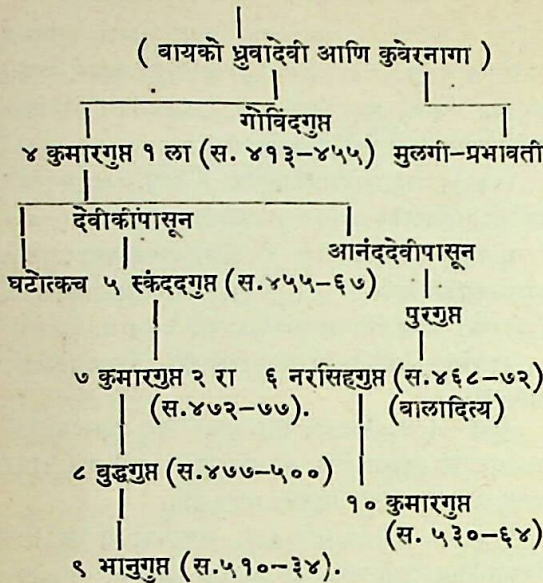 ( बायको ध्रुवादेवी आणि कुवेरनागा )
गोविंदगुप्त
४ कुमारगुप्त १ ला (स. ४१३-४५५) मुलगी-प्रभावती
देवीकींपासून
आनंददेवीपासून
घटोत्कच ५ स्कंददगुप्त (स.४५५-६७)
पुरगुप्त
७ कुमारगुप्त २ रा ६ नरसिंहगुप्त (स.४६८-७२)
(स.४७२-७७). (वालादित्य)
८ वुद्धगुप्त (स.४७७-५००)
१० कुमारगुप्त
(स. ५३०-६४)
९ भानुगुप्त (स.५१०-३४).